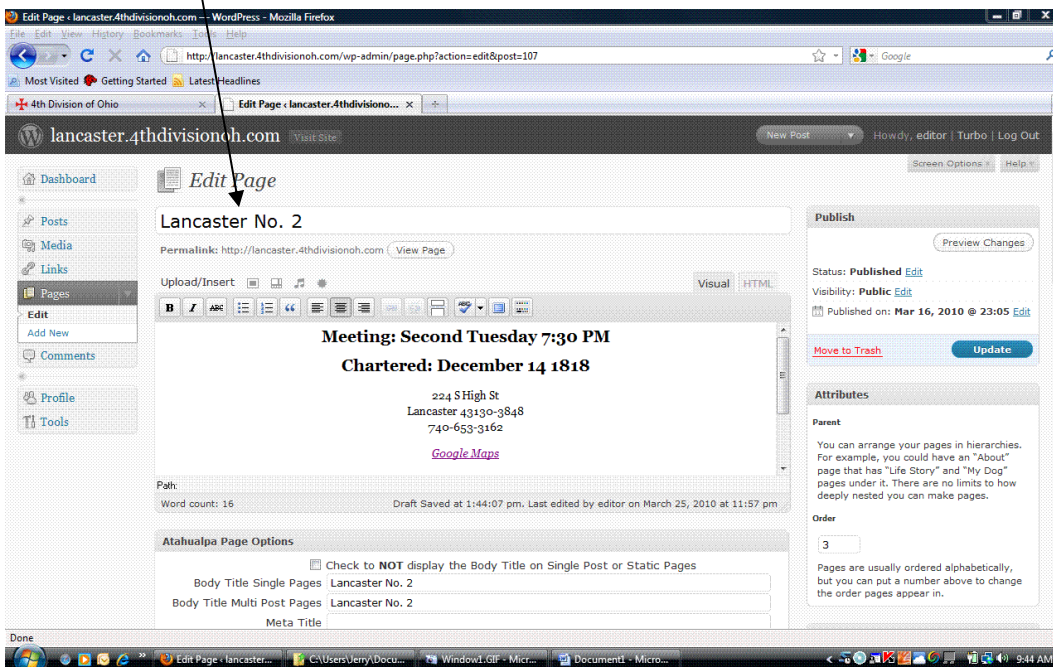 Edit Page ‹ lancaster.4thdivisionoh.com — WordPress - Mozilla Firefox
File Edit View History Bookmarks Tools Help
http://lancaster.4thdivisionoh.com/wp-admin/page.php?action=edit&post=107
Google
Most Visited Getting Started Latest Headlines
4th Division of Ohio
Edit Page ‹ lancaster.4thdivisiono...
lancaster.4thdivisionoh.com Visit Site
New Post
Howdy, editor | Turbo | Log Out
Screen Options Help
Dashboard
Posts
Media
Links
Pages
Edit
Add New
Comments
Profile
Tools
Edit Page
Lancaster No. 2
Permalink: http://lancaster.4thdivisionoh.com View Page
Upload/Insert
Visual HTML
B I ABC
ABC
Meeting: Second Tuesday 7:30 PM
Chartered: December 14 1818
224 S High St
Lancaster 43130-3848
740-653-3162
Google Maps
Path:
Word count: 16
Draft Saved at 1:44:07 pm. Last edited by editor on March 25, 2010 at 11:57 pm
Atahualpa Page Options
Check to NOT display the Body Title on Single Post or Static Pages
Body Title Single Pages Lancaster No. 2
Body Title Multi Post Pages Lancaster No. 2
Meta Title
Publish
Preview Changes
Status: Published Edit
Visibility: Public Edit
Published on: Mar 16, 2010 @ 23:05 Edit
Move to Trash
Update
Attributes
Parent
You can arrange your pages in hierarchies.
For example, you could have an “About”
page that has “Life Story” and “My Dog”
pages under it. There are no limits to how
deeply nested you can make pages.
Order
3
Pages are usually ordered alphabetically,
but you can put a number above to change
the order pages appear in.
Done
Edit Page ‹ lancaster...
C:\Users\Jerry\Docu...
Window1.GIF - Micr...
Document1 - Micro...
9:44 AM